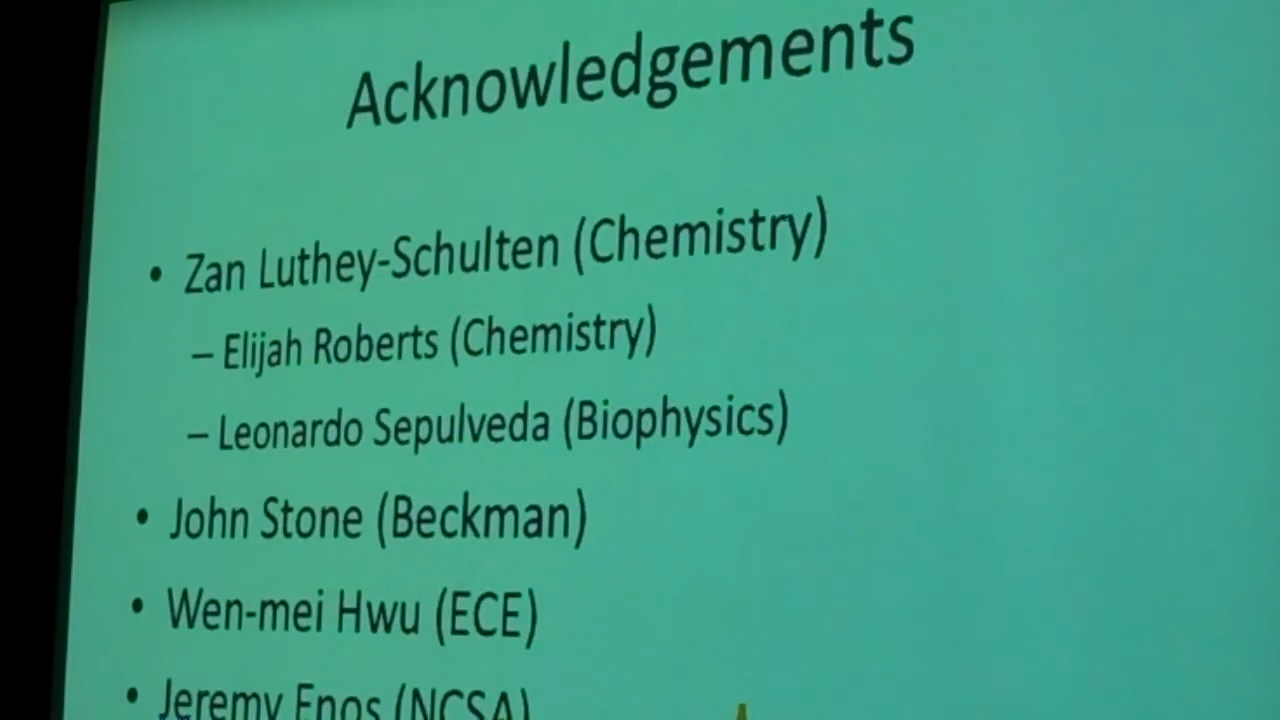 Acknowledgements
• Zan Luthey-Schulten (Chemistry)
– Elijah Roberts (Chemistry)
– Leonardo Sepulveda (Biophysics)
• John Stone (Beckman)
• Wen-mei Hwu (ECE)
• Jeremy Enos (NCSA)